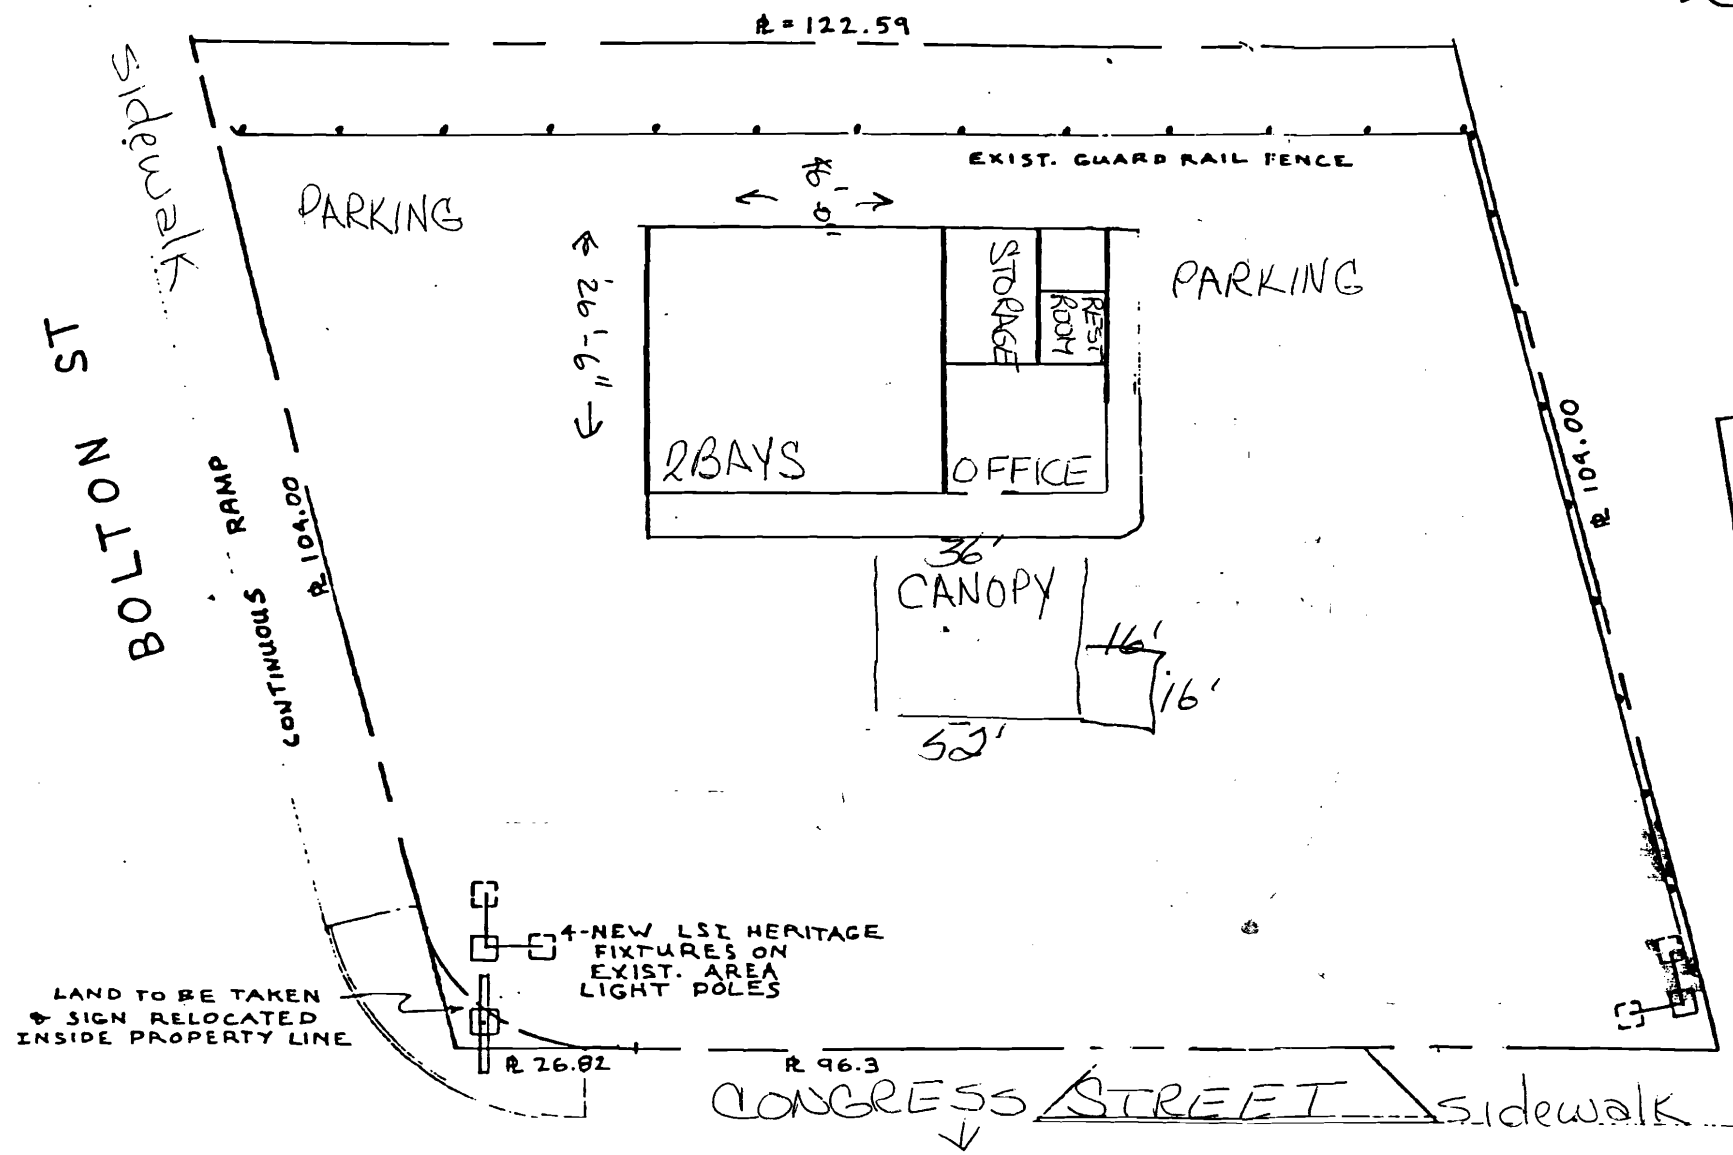 ℄ = 122.59
Sidewalk
EXIST. GUARD RAIL FENCE
46'-0"
PARKING
26'-6"
STORAGE
REST
ROOM
PARKING
BOLTON ST
CONTINUOUS RAMP
℄ 104.00
2BAYS
OFFICE
℄ 104.00
36'
CANOPY
16'
16'
52'
4-NEW LSI HERITAGE
FIXTURES ON
EXIST. AREA
LIGHT POLES
LAND TO BE TAKEN
& SIGN RELOCATED
INSIDE PROPERTY LINE
℄ 26.82
℄ 96.3
CONGRESS STREET
Sidewalk